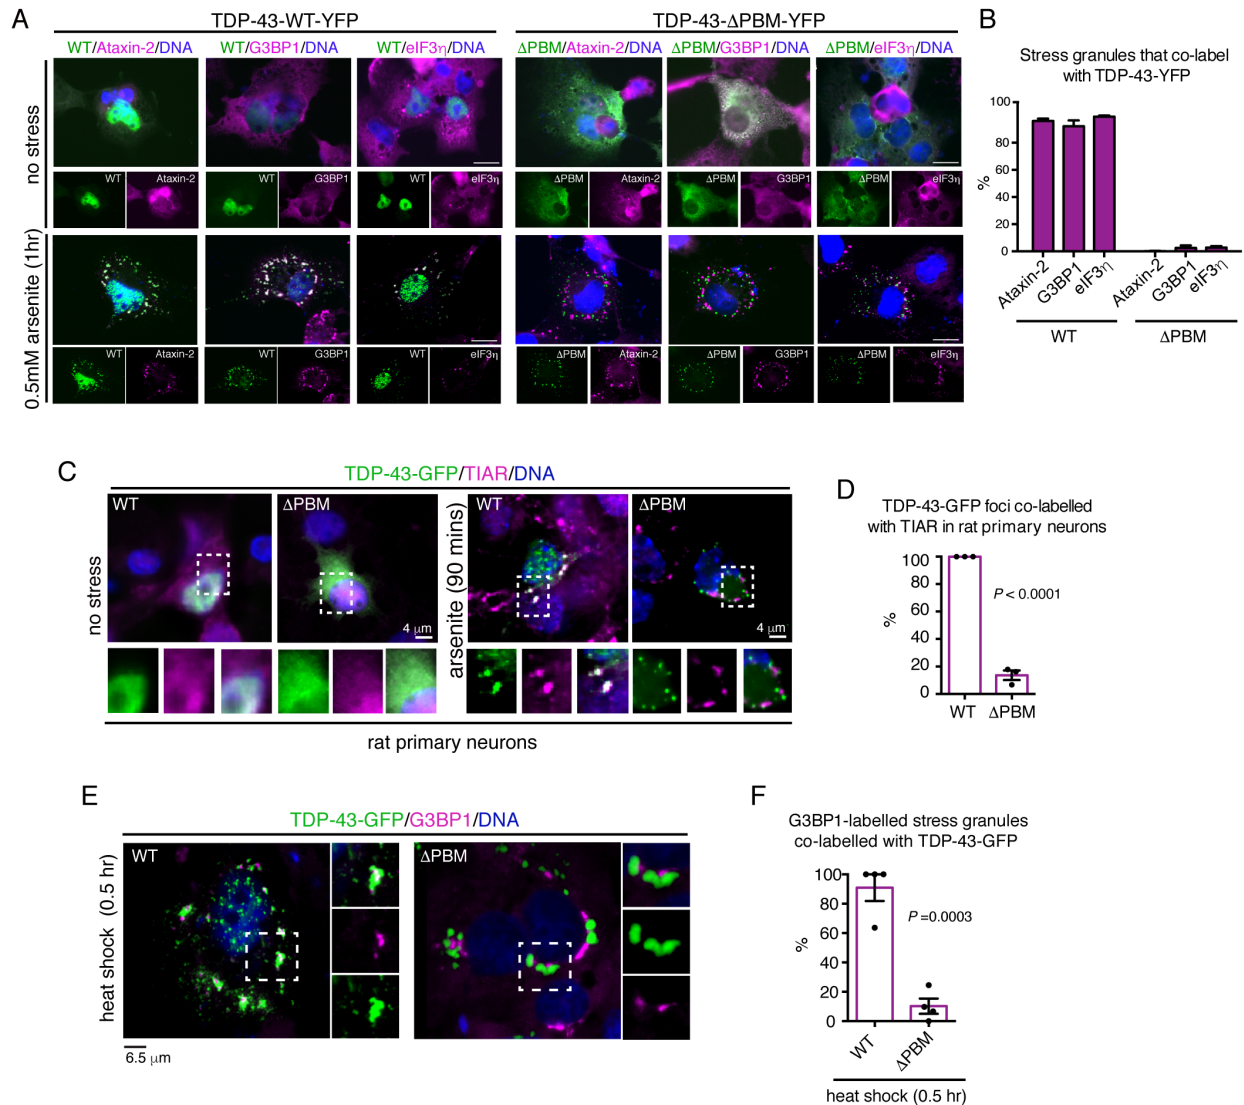 A
TDP-43-WT-YFP
TDP-43-ΔPBM-YFP
WT/Ataxin-2/DNA
WT/G3BP1/DNA
WT/eIF3η/DNA
ΔPBM/Ataxin-2/DNA
ΔPBM/G3BP1/DNA
ΔPBM/eIF3η/DNA
no stress
WT
Ataxin-2
WT
G3BP1
WT
eIF3η
ΔPBM
Ataxin-2
ΔPBM
G3BP1
ΔPBM
eIF3η
0.5mM arsenite (1hr)
WT
Ataxin-2
WT
G3BP1
WT
eIF3η
ΔPBM
Ataxin-2
ΔPBM
G3BP1
ΔPBM
eIF3η
B
Stress granules that co-label
with TDP-43-YFP
%
100
80
60
40
20
0
Ataxin-2
G3BP1
eIF3η
Ataxin-2
G3BP1
eIF3η
WT
ΔPBM
C
TDP-43-GFP/TIAR/DNA
no stress
WT
ΔPBM
4 μm
arsenite (90 mins)
WT
ΔPBM
4 μm
rat primary neurons
D
TDP-43-GFP foci co-labelled
with TIAR in rat primary neurons
%
100
80
60
40
20
0
P < 0.0001
WT
ΔPBM
E
TDP-43-GFP/G3BP1/DNA
heat shock (0.5 hr)
WT
ΔPBM
6.5 μm
F
G3BP1-labelled stress granules
co-labelled with TDP-43-GFP
%
100
80
60
40
20
0
P =0.0003
WT
ΔPBM
heat shock (0.5 hr)